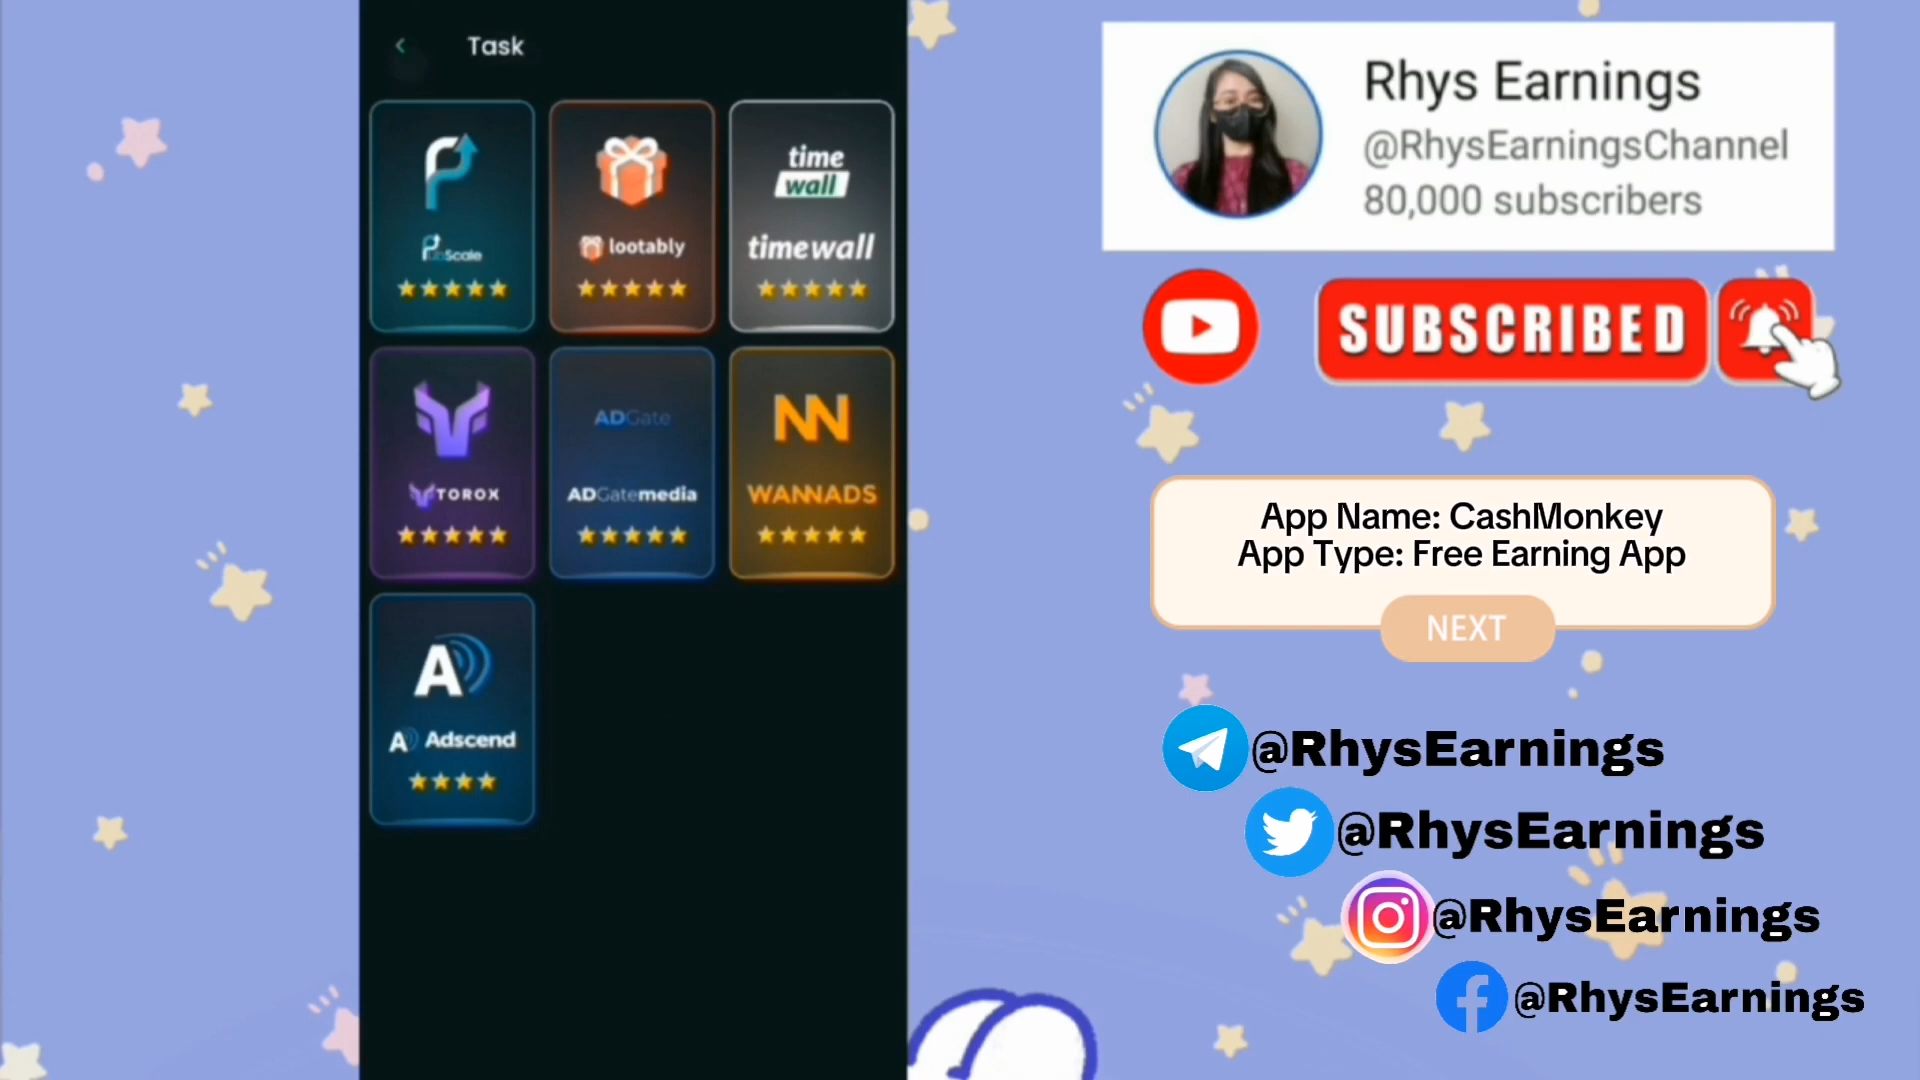 Task
PubScale
lootably
time
wall
timewall
TOROX
ADGate
ADGatemedia
WANNADS
A
Adscend
Rhys Earnings
@RhysEarningsChannel
80,000 subscribers
SUBSCRIBED
App Name: CashMonkey
App Type: Free Earning App
NEXT
@RhysEarnings
@RhysEarnings
@RhysEarnings
@RhysEarnings